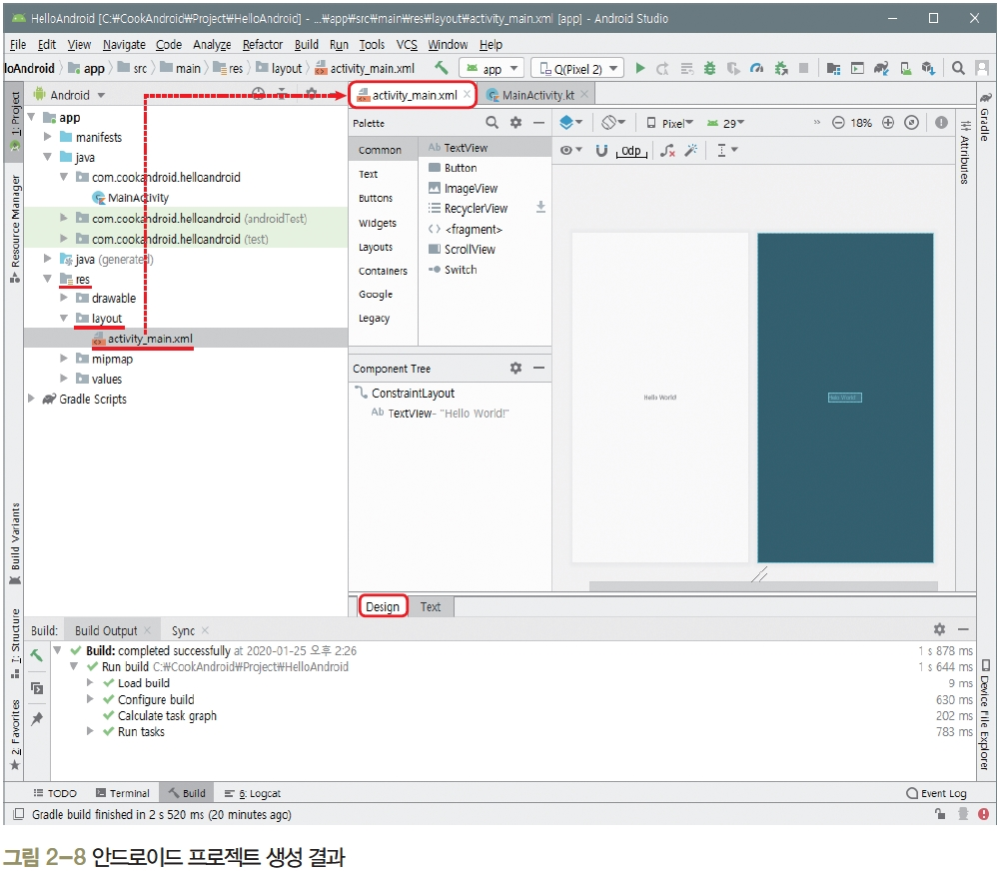 HelloAndroid [C:₩CookAndroid₩Project₩HelloAndroid] - ...₩app₩src₩main₩res₩layout₩activity_main.xml [app] - Android Studio
File Edit View Navigate Code Analyze Refactor Build Run Tools VCS Window Help
loAndroid app src main res layout activity_main.xml app Q(Pixel 2)
1: Project
Resource Manager
Build Variants
7: Structure
2: Favorites
Android
app
manifests
java
com.cookandroid.helloandroid
MainActivity
com.cookandroid.helloandroid (androidTest)
com.cookandroid.helloandroid (test)
java (generated)
res
drawable
layout
activity_main.xml
mipmap
values
Gradle Scripts
activity_main.xml MainActivity.kt
Palette
Common
Text
Buttons
Widgets
Layouts
Containers
Google
Legacy
Ab TextView
Button
ImageView
RecyclerView
<fragment>
ScrollView
Switch
Component Tree
ConstraintLayout
Ab TextView- "Hello World!"
Pixel 29 18%
0dp
Hello World!
Hello World!
Design Text
Gradle
Attributes
Device File Explorer
Build: Build Output Sync
Build: completed successfully at 2020-01-25 오후 2:26 1 s 878 ms
Run build C:₩CookAndroid₩Project₩HelloAndroid 1 s 644 ms
Load build 9 ms
Configure build 630 ms
Calculate task graph 202 ms
Run tasks 783 ms
TODO Terminal Build 6: Logcat Event Log
Gradle build finished in 2 s 520 ms (20 minutes ago)
그림 2-8 안드로이드 프로젝트 생성 결과